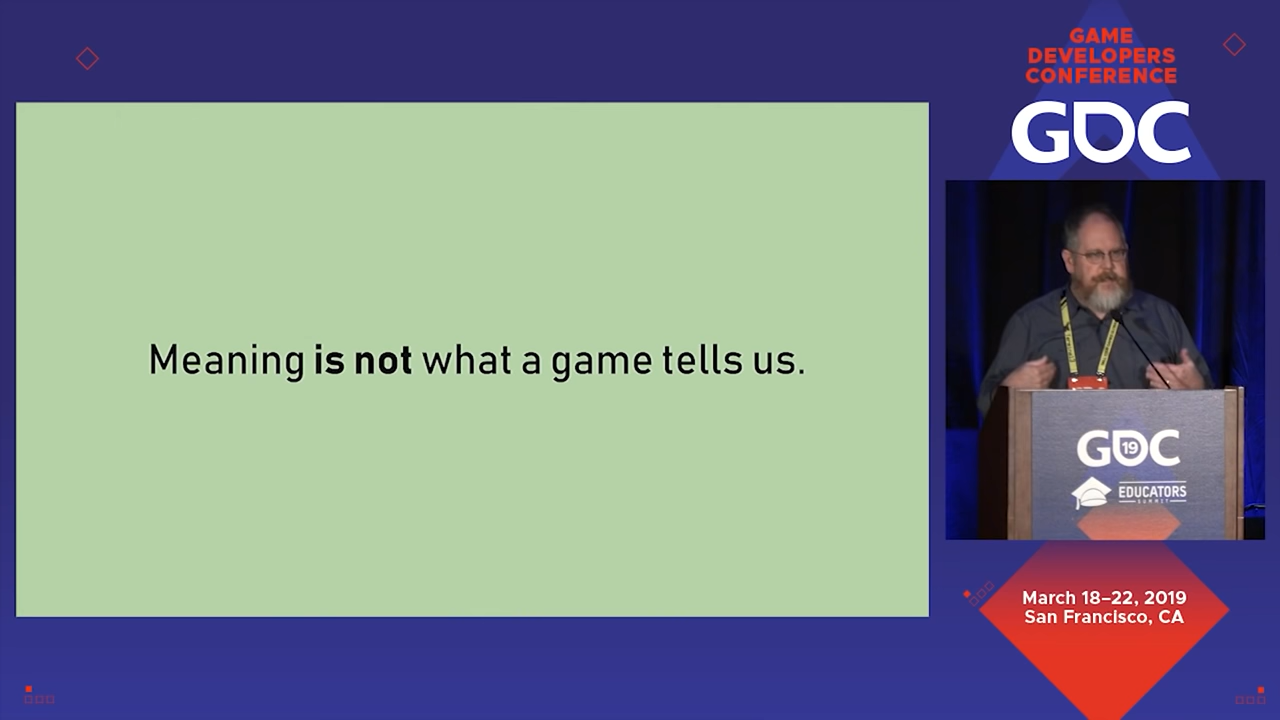 GAME
DEVELOPERS
CONFERENCE
GDC
Meaning is not what a game tells us.
GDC
19
EDUCATORS
SUMMIT
March 18–22, 2019
San Francisco, CA